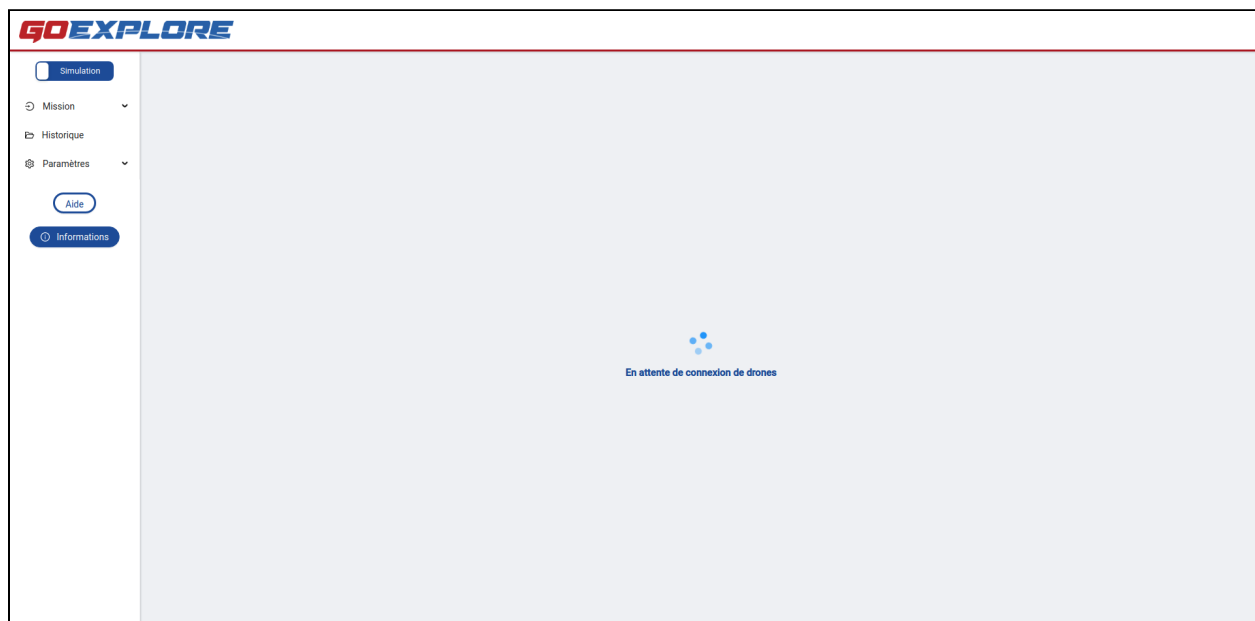 GOEXPLORE
Simulation
Mission
Historique
Paramètres
Aide
Informations
En attente de connexion de drones